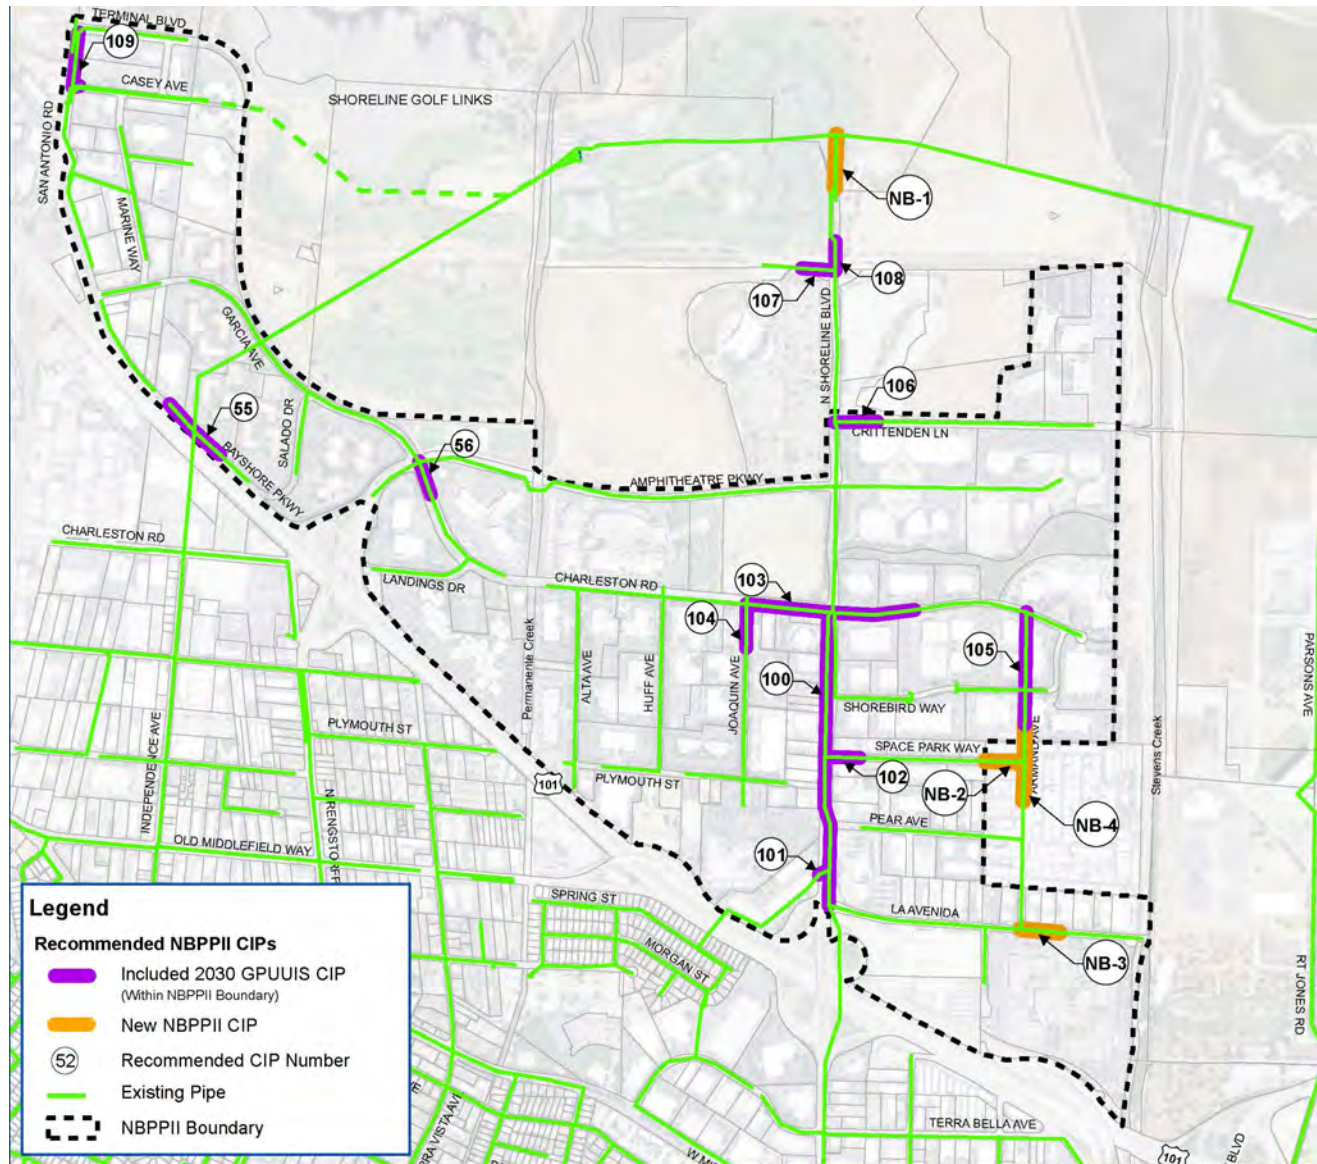 TERMINAL BLVD
109
CASEY AVE
SHORELINE GOLF LINKS
SAN ANTONIO RD
MARINE WAY
NB-1
108
107
N SHORELINE BLVD
GARCIA AVE
106
CRITTENDEN LN
55
SALADO DR
56
BAYSHORE PKWY
AMPHITHEATRE PKWY
CHARLESTON RD
LANDINGS DR
CHARLESTON RD
103
104
105
Permanente Creek
ALTA AVE
HUFF AVE
JOAQUIN AVE
100
SHOREBIRD WAY
PARSONS AVE
PLYMOUTH ST
SPACE PARK WAY
102
Stevens Creek
INDEPENDENCE AVE
101
PLYMOUTH ST
NB-2
NB-4
PEAR AVE
OLD MIDDLEFIELD WAY
101
SPRING ST
LA AVENIDA
MORGAN ST
NB-3
RT JONES RD
Legend
Recommended NBPPII CIPs
Included 2030 GPUUIS CIP
(Within NBPPII Boundary)
New NBPPII CIP
52 Recommended CIP Number
Existing Pipe
NBPPII Boundary
TERRA BELLA AVE
101
BLVD